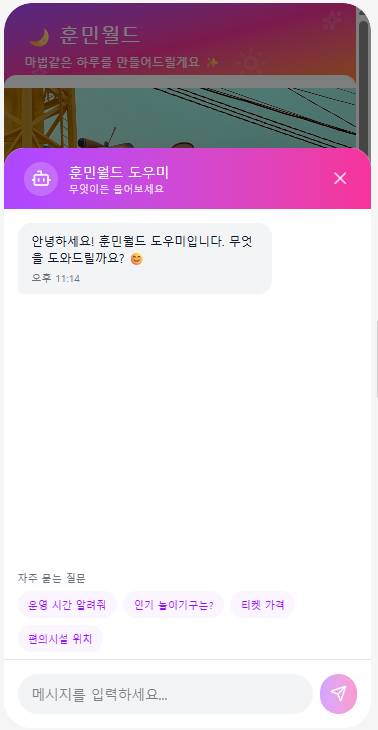 🌙 훈민월드
마법같은 하루를 만들어드릴게요 ✨
훈민월드 도우미
무엇이든 물어보세요
안녕하세요! 훈민월드 도우미입니다. 무엇
을 도와드릴까요? 😊
오후 11:14
자주 묻는 질문
운영 시간 알려줘 인기 놀이기구는? 티켓 가격
편의시설 위치
메시지를 입력하세요...